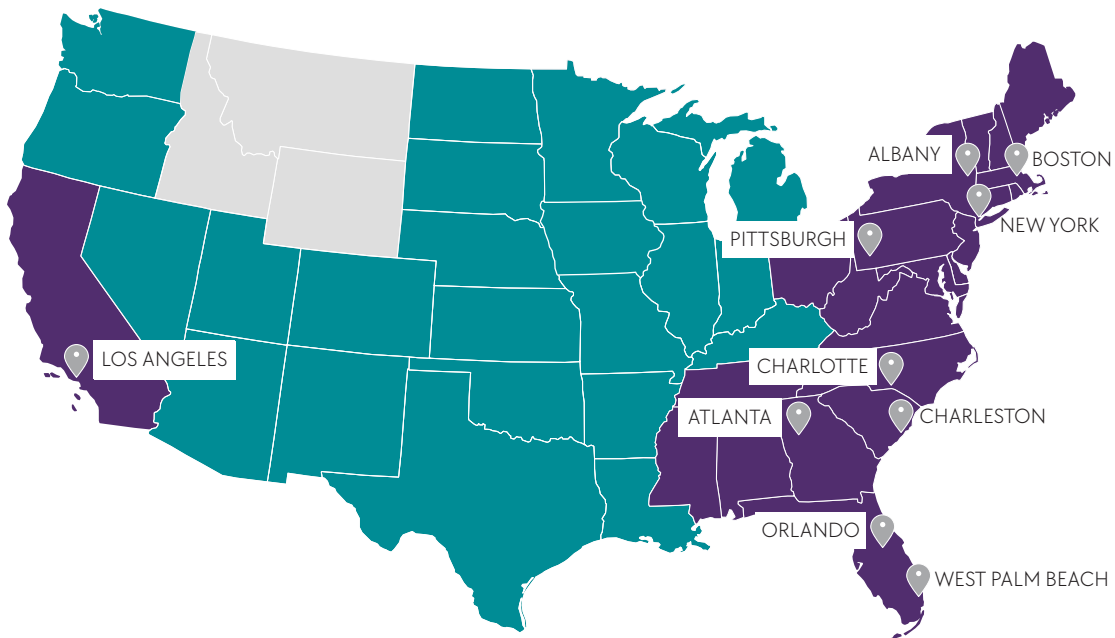 ALBANY
BOSTON
NEW YORK
PITTSBURGH
LOS ANGELES
CHARLOTTE
ATLANTA
CHARLESTON
ORLANDO
WEST PALM BEACH